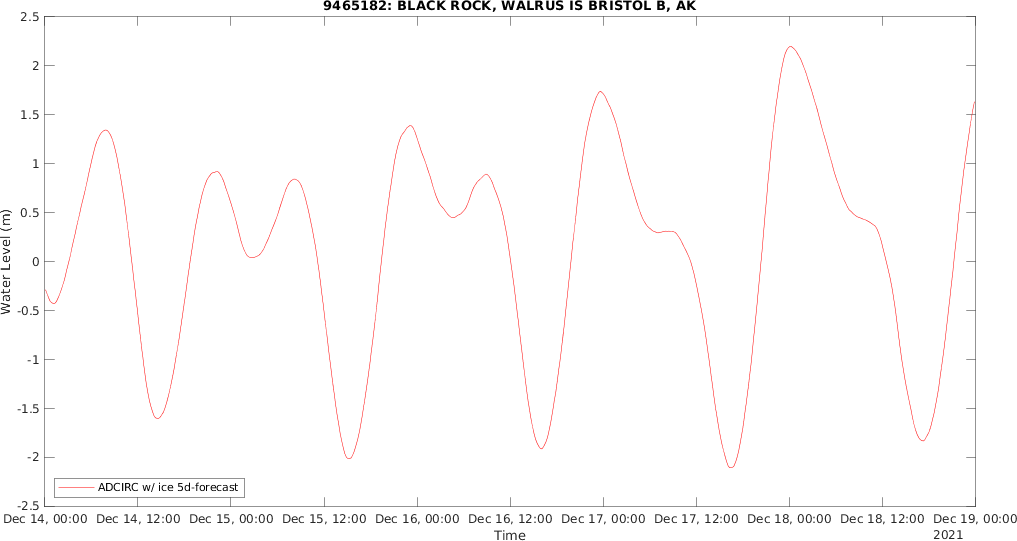 9465182: BLACK ROCK, WALRUS IS BRISTOL B, AK
2.5
2
1.5
1
0.5
0
-0.5
-1
-1.5
-2
-2.5
Water Level (m)
ADCIRC w/ ice 5d-forecast
Dec 14, 00:00 Dec 14, 12:00 Dec 15, 00:00 Dec 15, 12:00 Dec 16, 00:00 Dec 16, 12:00 Dec 17, 00:00 Dec 17, 12:00 Dec 18, 00:00 Dec 18, 12:00 Dec 19, 00:00
Time
2021